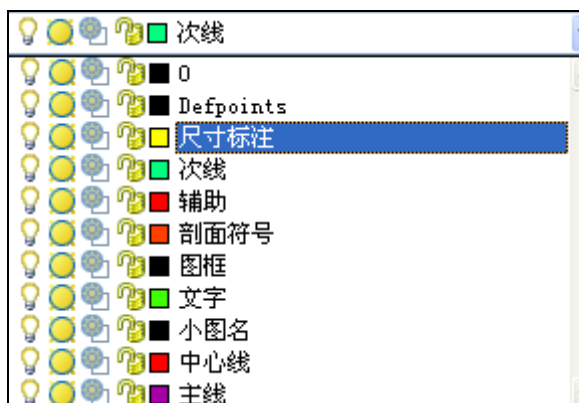 次线
0
Defpoints
尺寸标注
次线
辅助
剖面符号
图框
文字
小图名
中心线
主线